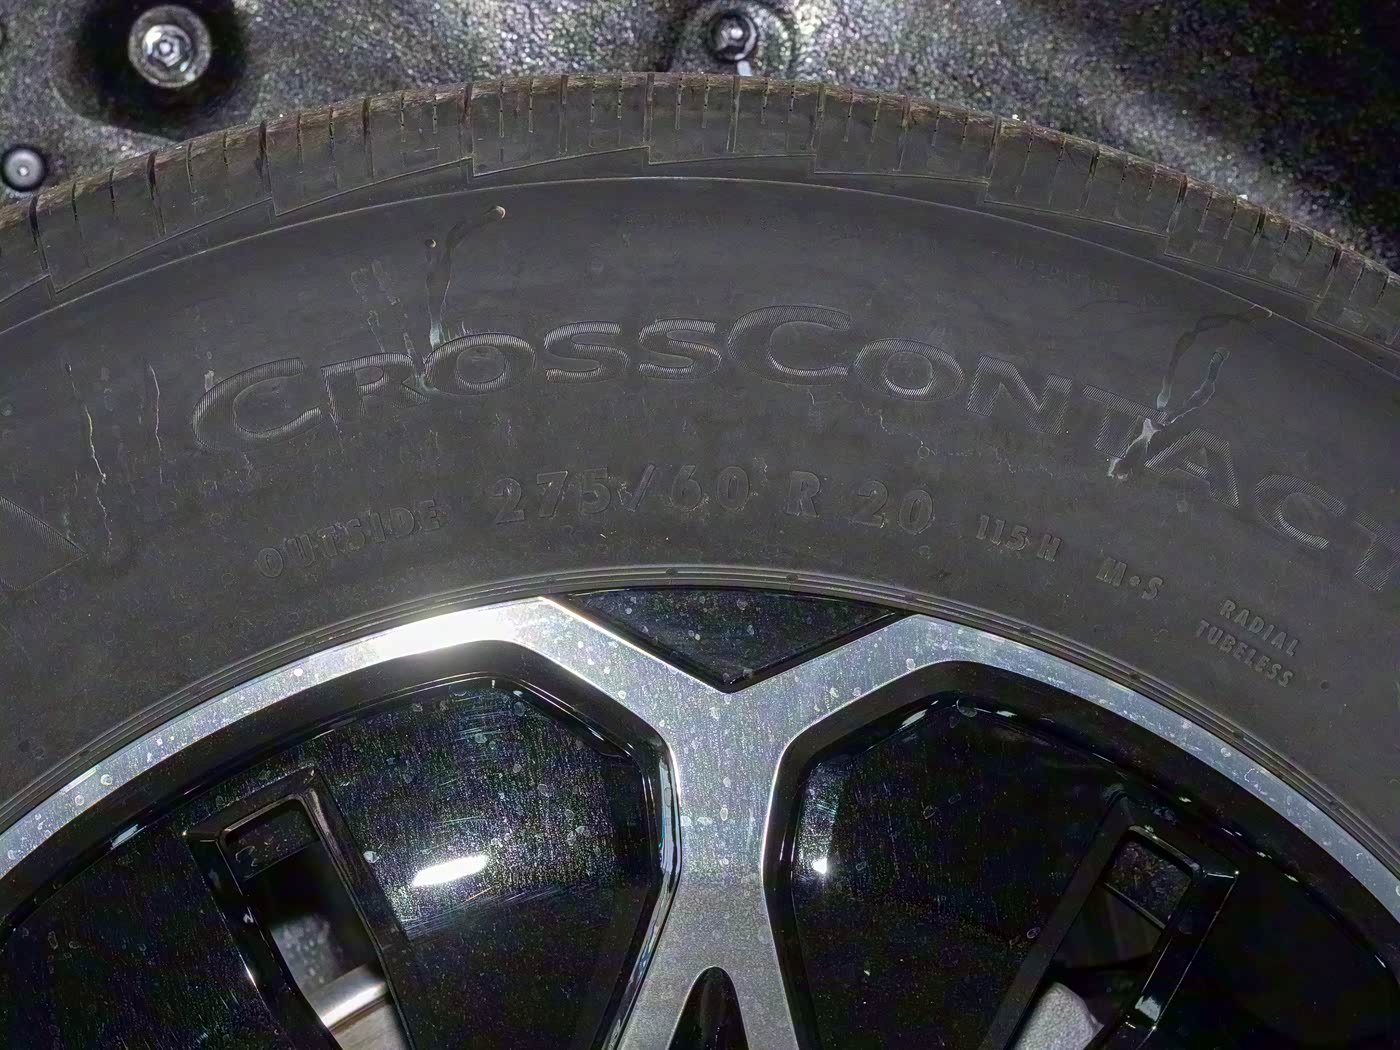 CROSSCONTACT
OUTSIDE 275/60 R 20 115 H M•S
RADIAL
TUBELESS